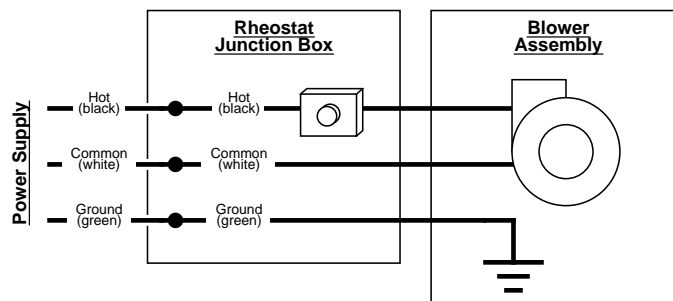 Rheostat
Junction Box
Blower
Assembly
Power Supply
Hot
(black)
Hot
(black)
Common
(white)
Common
(white)
Ground
(green)
Ground
(green)